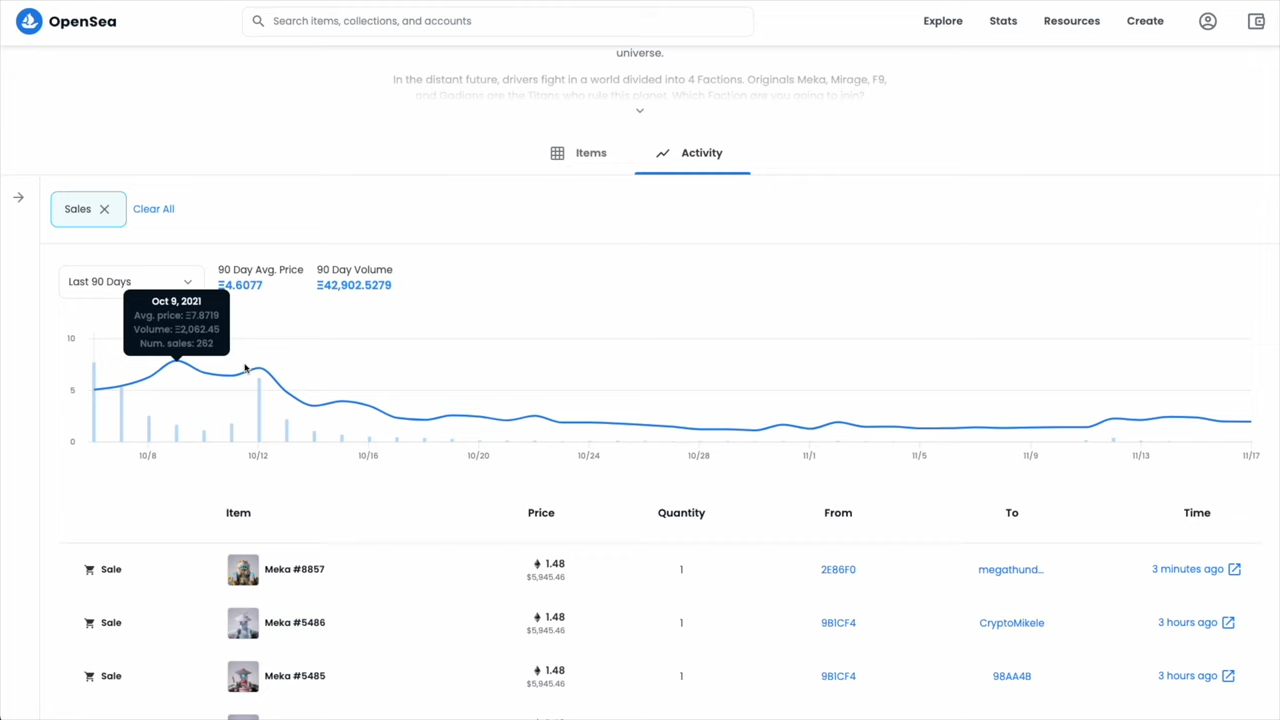 OpenSea
Search items, collections, and accounts
Explore
Stats
Resources
Create
universe.
In the distant future, drivers fight in a world divided into 4 Factions. Originals Meka, Mirage, F9,
and Gadians are the Titans who rule this planet. Which Faction are you going to join?
Items
Activity
Sales
Clear All
Last 90 Days
90 Day Avg. Price
Ξ4.6077
90 Day Volume
Ξ42,902.5279
Oct 9, 2021
Avg. price: Ξ7.8719
Volume: Ξ2,062.45
Num. sales: 262
10
5
0
10/8
10/12
10/16
10/20
10/24
10/28
11/1
11/5
11/9
11/13
11/17
Item
Price
Quantity
From
To
Time
Sale
Meka #8857
1.48
$5,945.46
1
2E86F0
megathund...
3 minutes ago
Sale
Meka #5486
1.48
$5,945.46
1
9B1CF4
CryptoMikele
3 hours ago
Sale
Meka #5485
1.48
$5,945.46
1
9B1CF4
98AA4B
3 hours ago